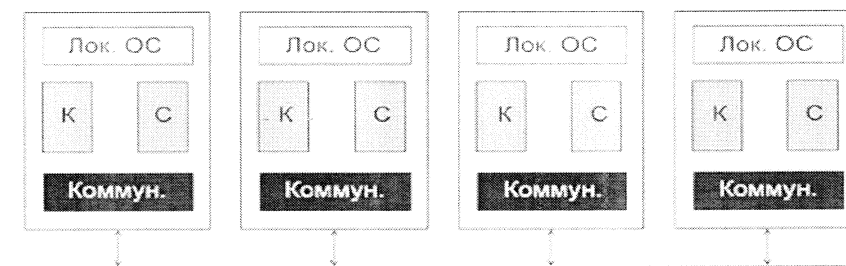 Лок. ОС Лок. ОС Лок. ОС Лок. ОС
К С К С К С К С
Коммун. Коммун. Коммун. Коммун.